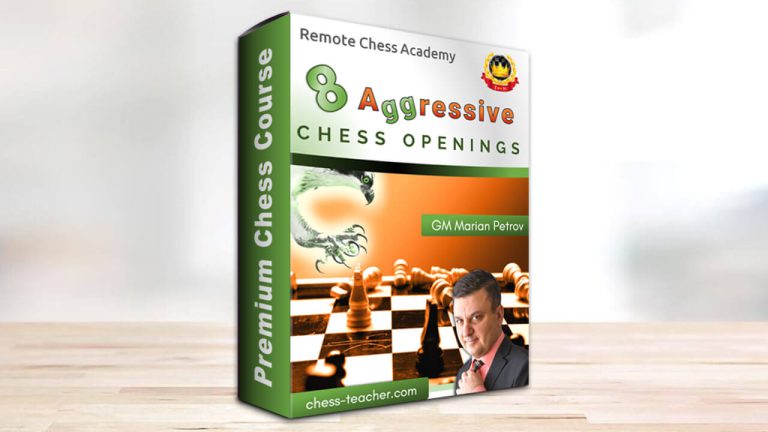 Premium Chess Course
Remote Chess Academy
8 Aggressive
CHESS OPENINGS
GM Marian Petrov
chess-teacher.com